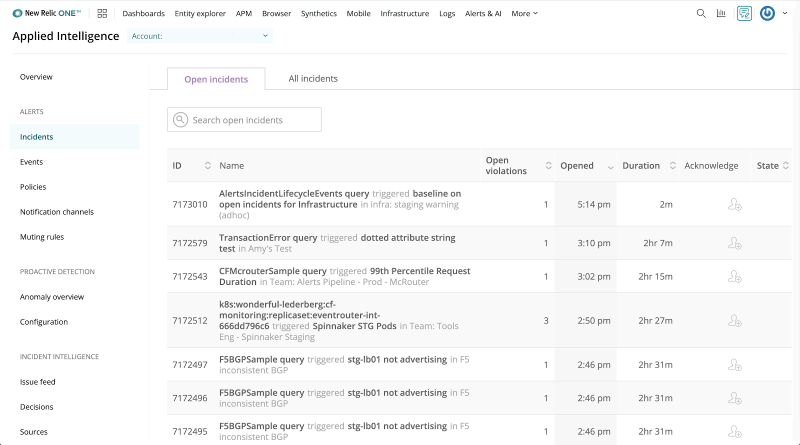 New Relic ONE™
Dashboards Entity explorer APM Browser Synthetics Mobile Infrastructure Logs Alerts & AI More
Applied Intelligence Account:
Overview
ALERTS
Incidents
Events
Policies
Notification channels
Muting rules
PROACTIVE DETECTION
Anomaly overview
Configuration
INCIDENT INTELLIGENCE
Issue feed
Decisions
Sources
Open incidents All incidents
Search open incidents
ID Name Open violations Opened Duration Acknowledge State
7173010 AlertsIncidentLifecycleEvents query triggered baseline on
open incidents for Infrastructure in infra: staging warning
(adhoc) 1 5:14 pm 2m
7172579 TransactionError query triggered dotted attribute string
test in Amy's Test 1 3:10 pm 2hr 7m
7172543 CFMcrouterSample query triggered 99th Percentile Request
Duration in Team: Alerts Pipeline - Prod - McRouter 1 3:02 pm 2hr 15m
7172512 k8s:wonderful-lederberg:cf-
monitoring:replicaset:eventrouter-int-
666dd796c6 triggered Spinnaker STG Pods in Team: Tools
Eng - Spinnaker Staging 3 2:50 pm 2hr 27m
7172497 F5BGPSample query triggered stg-lb01 not advertising in F5
inconsistent BGP 1 2:46 pm 2hr 31m
7172496 F5BGPSample query triggered stg-lb01 not advertising in F5
inconsistent BGP 1 2:46 pm 2hr 31m
7172495 F5BGPSample query triggered stg-lb01 not advertising in F5
inconsistent BGP 1 2:46 pm 2hr 31m